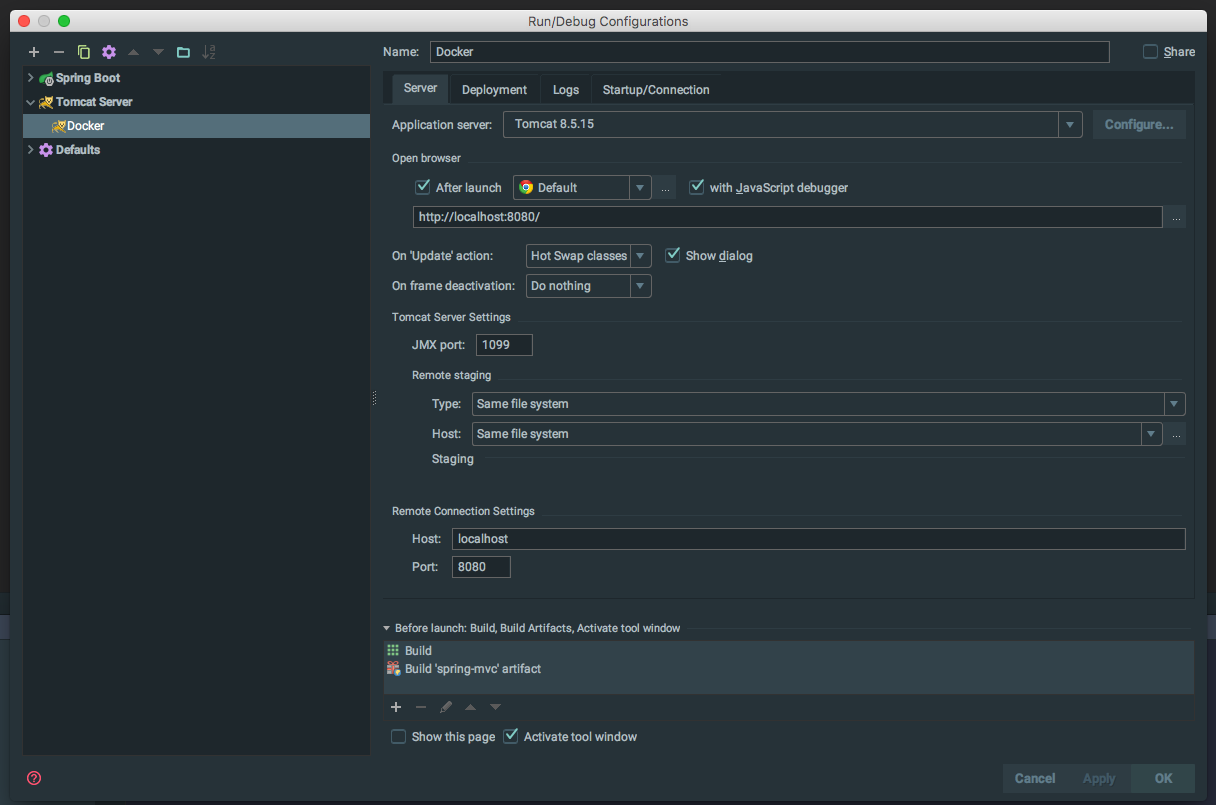 Run/Debug Configurations
Name: Docker Share
Spring Boot
Tomcat Server
Docker
Defaults
Server Deployment Logs Startup/Connection
Application server: Tomcat 8.5.15 Configure...
Open browser
After launch Default ... with JavaScript debugger
http://localhost:8080/ ...
On 'Update' action: Hot Swap classes Show dialog
On frame deactivation: Do nothing
Tomcat Server Settings
JMX port: 1099
Remote staging
Type: Same file system
Host: Same file system ...
Staging
Remote Connection Settings
Host: localhost
Port: 8080
Before launch: Build, Build Artifacts, Activate tool window
Build
Build 'spring-mvc' artifact
Show this page Activate tool window
Cancel Apply OK